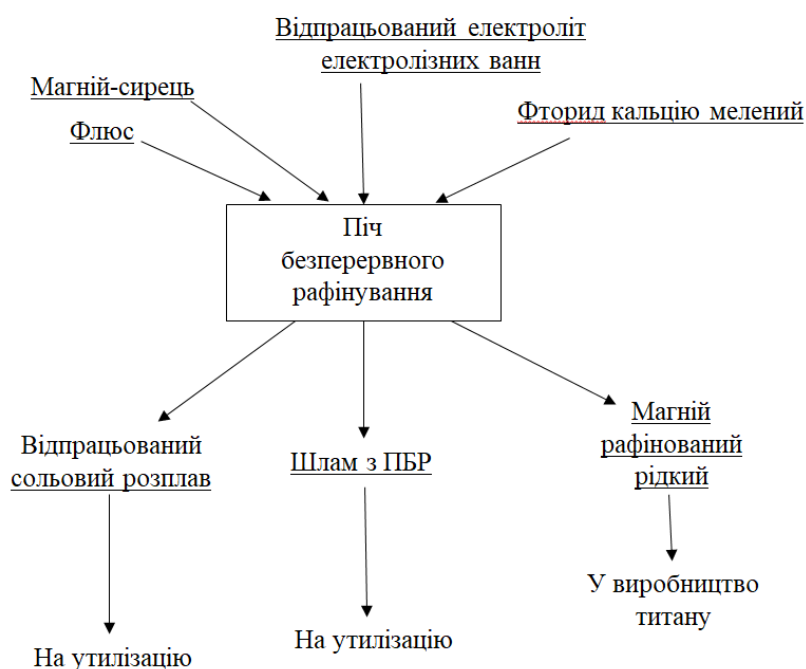 Відпрацьований електроліт
електролізних ванн
Магній-сирець
Флюс
Фторид кальцію мелений
Піч
безперервного
рафінування
Відпрацьований
сольовий розплав
Шлам з ПБР
Магній
рафінований
рідкий
На утилізацію
На утилізацію
У виробництво
титану